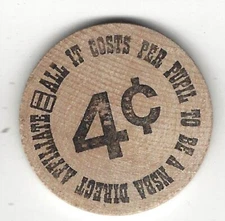 ALL IT COSTS PER PUPIL TO BE A NSBA DIRECT AFFILIATE
4¢